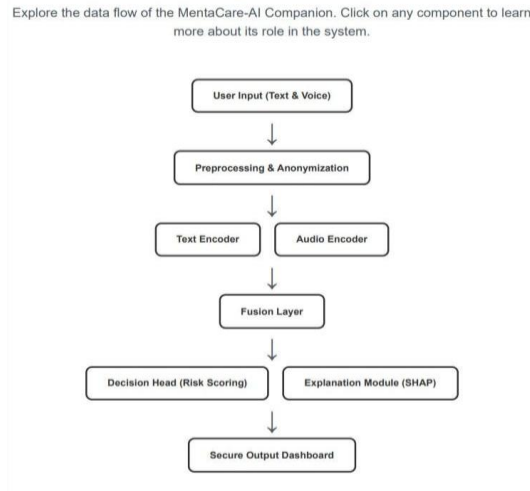 Explore the data flow of the MentaCare-AI Companion. Click on any component to learn
more about its role in the system.
User Input (Text & Voice)
Preprocessing & Anonymization
Text Encoder
Audio Encoder
Fusion Layer
Decision Head (Risk Scoring)
Explanation Module (SHAP)
Secure Output Dashboard